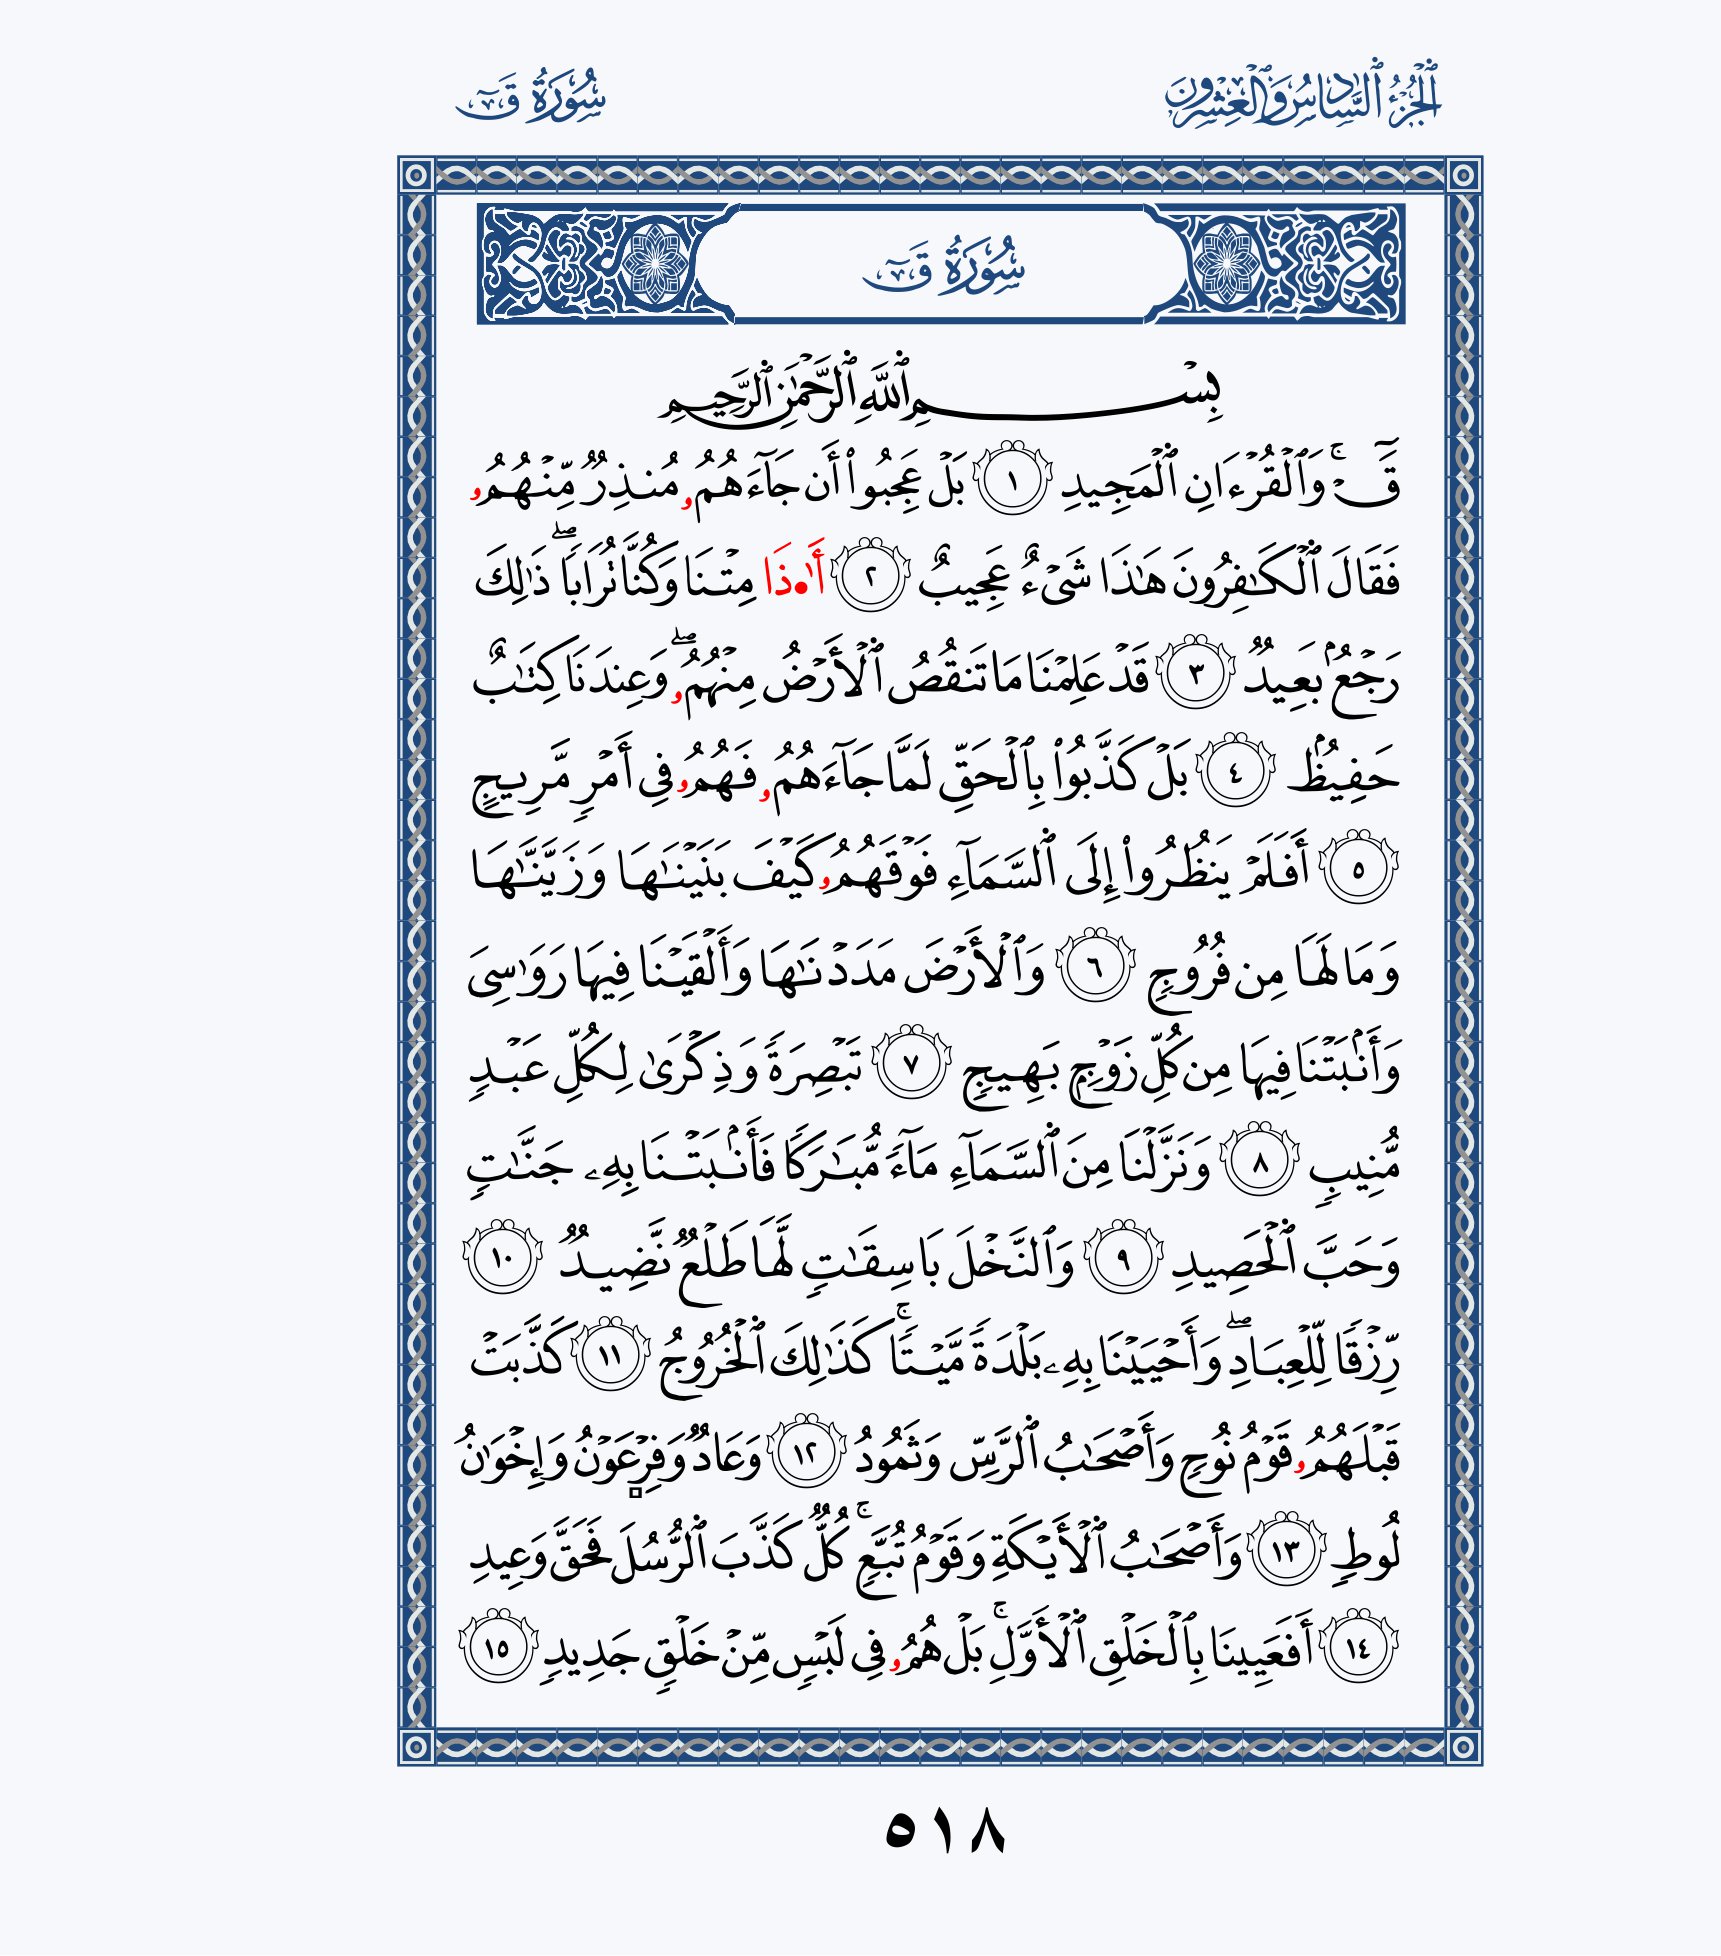 ٱلْجُزْءُ ٱلسَّادِسُ وَٱلْعِشْرُونَ
سُورَةُ قٓ
سُورَةُ قٓ
بِسْمِ ٱللَّهِ ٱلرَّحْمَٰنِ ٱلرَّحِيمِ
قٓۚ وَٱلْقُرْءَانِ ٱلْمَجِيدِ ١ بَلْ عَجِبُوا۟ أَن جَآءَهُمُۥ مُنذِرٌ مِّنْهُمُۥ
فَقَالَ ٱلْكَٰفِرُونَ هَٰذَا شَىْءٌ عَجِيبٌ ٢ أَٰ•ذَا مِتْنَا وَكُنَّا تُرَابًاۖ ذَٰلِكَ
رَجْعٌۢ بَعِيدٌ ٣ قَدْ عَلِمْنَا مَا تَنقُصُ ٱلْأَرْضُ مِنْهُمُۥۖ وَعِندَنَا كِتَٰبٌ
حَفِيظٌۢ ٤ بَلْ كَذَّبُوا۟ بِٱلْحَقِّ لَمَّا جَآءَهُمُۥ فَهُمُۥ فِى أَمْرٍ مَّرِيجٍ
٥ أَفَلَمْ يَنظُرُوا۟ إِلَى ٱلسَّمَآءِ فَوْقَهُمُۥ كَيْفَ بَنَيْنَٰهَا وَزَيَّنَّٰهَا
وَمَا لَهَا مِن فُرُوجٍ ٦ وَٱلْأَرْضَ مَدَدْنَٰهَا وَأَلْقَيْنَا فِيهَا رَوَٰسِىَ
وَأَنۢبَتْنَا فِيهَا مِن كُلِّ زَوْجٍۭ بَهِيجٍ ٧ تَبْصِرَةً وَذِكْرَىٰ لِكُلِّ عَبْدٍ
مُّنِيبٍ ٨ وَنَزَّلْنَا مِنَ ٱلسَّمَآءِ مَآءً مُّبَٰرَكًا فَأَنۢبَتْنَا بِهِۦ جَنَّٰتٍ
وَحَبَّ ٱلْحَصِيدِ ٩ وَٱلنَّخْلَ بَاسِقَٰتٍ لَّهَا طَلْعٌ نَّضِيدٌ ١٠
رِّزْقًا لِّلْعِبَادِۖ وَأَحْيَيْنَا بِهِۦ بَلْدَةً مَّيْتًاۚ كَذَٰلِكَ ٱلْخُرُوجُ ١١ كَذَّبَتْ
قَبْلَهُمُۥ قَوْمُ نُوحٍ وَأَصْحَٰبُ ٱلرَّسِّ وَثَمُودُ ١٢ وَعَادٌ وَفِرْعَوْنُ وَإِخْوَٰنُ
لُوطٍ ١٣ وَأَصْحَٰبُ ٱلْأَيْكَةِ وَقَوْمُ تُبَّعٍۚ كُلٌّ كَذَّبَ ٱلرُّسُلَ فَحَقَّ وَعِيدِ
١٤ أَفَعَيِينَا بِٱلْخَلْقِ ٱلْأَوَّلِۚ بَلْ هُمُۥ فِى لَبْسٍ مِّنْ خَلْقٍ جَدِيدٍ ١٥
٥١٨